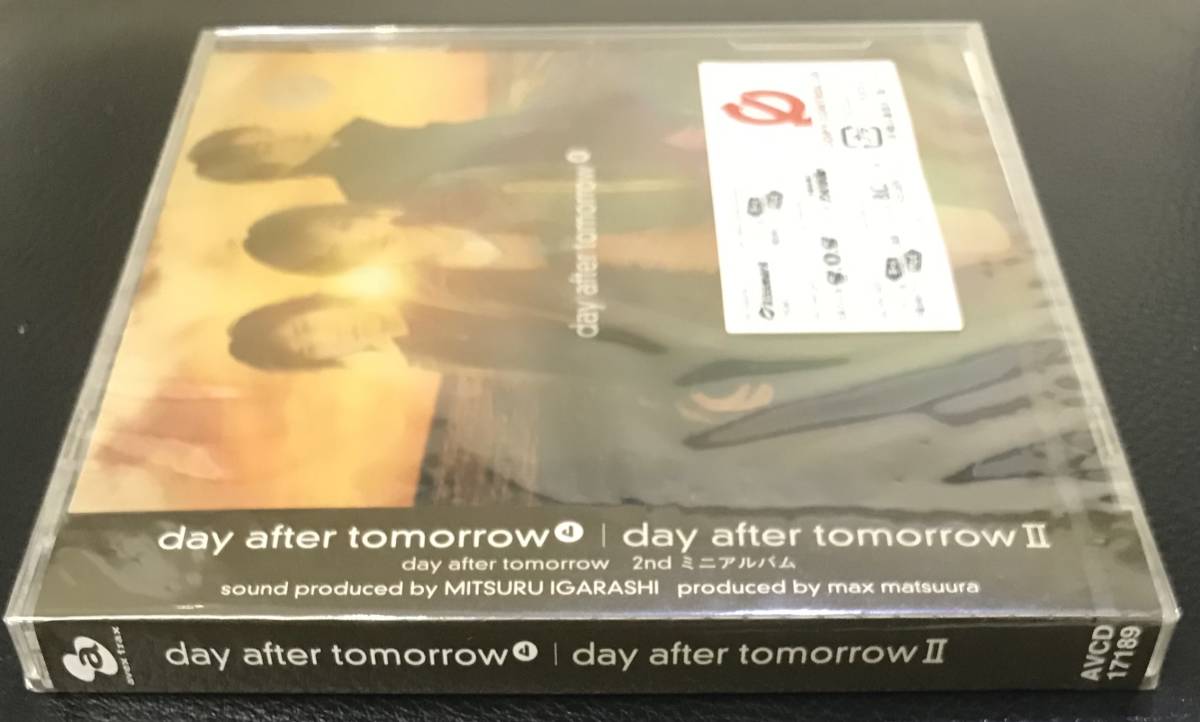 day after tomorrow
day after tomorrow | day after tomorrow II
day after tomorrow 2nd ミニアルバム
sound produced by MITSURU IGARASHI produced by max matsuura
a
avex trax
day after tomorrow | day after tomorrow II
AVCD
17189